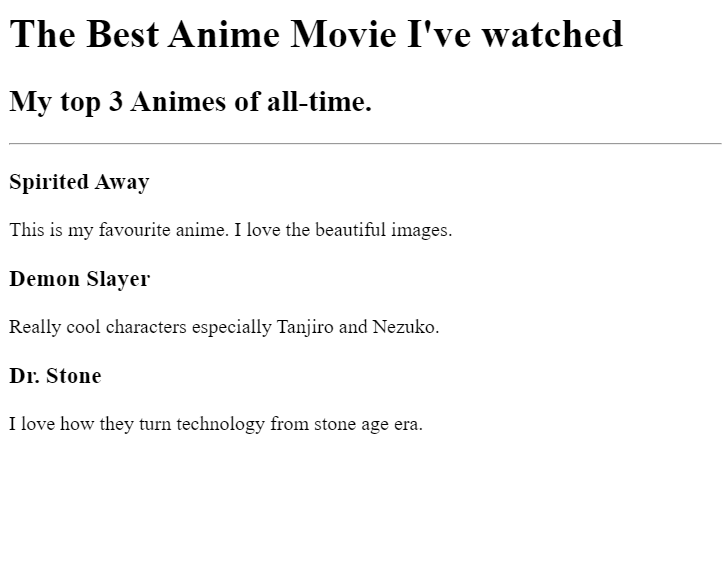 The Best Anime Movie I've watched
My top 3 Animes of all-time.
Spirited Away
This is my favourite anime. I love the beautiful images.
Demon Slayer
Really cool characters especially Tanjiro and Nezuko.
Dr. Stone
I love how they turn technology from stone age era.